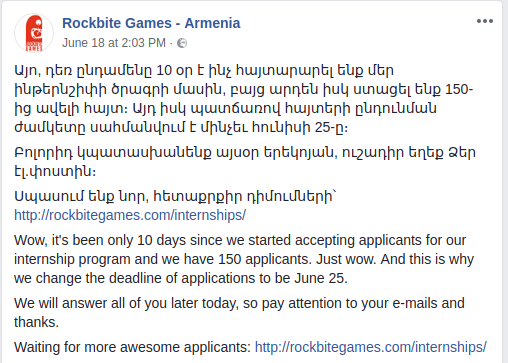 Rockbite Games - Armenia
June 18 at 2:03 PM ·
Այո, դեռ ընդամենը 10 օր է ինչ հայտարարել ենք մեր
ինթերնշիփի ծրագրի մասին, բայց արդեն իսկ ստացել ենք 150-
ից ավելի հայտ։ Այդ իսկ պատճառով հայտերի ընդունման
ժամկետը սահմանվում է մինչեւ հունիսի 25-ը։
Բոլորիդ կպատասխանենք այսօր երեկոյան, ուշադիր եղեք Ձեր
էլ.փոստին։
Սպասում ենք նոր, հետաքրքիր դիմումների՝
http://rockbitegames.com/internships/
Wow, it's been only 10 days since we started accepting applicants for our
internship program and we have 150 applicants. Just wow. And this is why
we change the deadline of applications to be June 25.
We will answer all of you later today, so pay attention to your e-mails and
thanks.
Waiting for more awesome applicants: http://rockbitegames.com/internships/